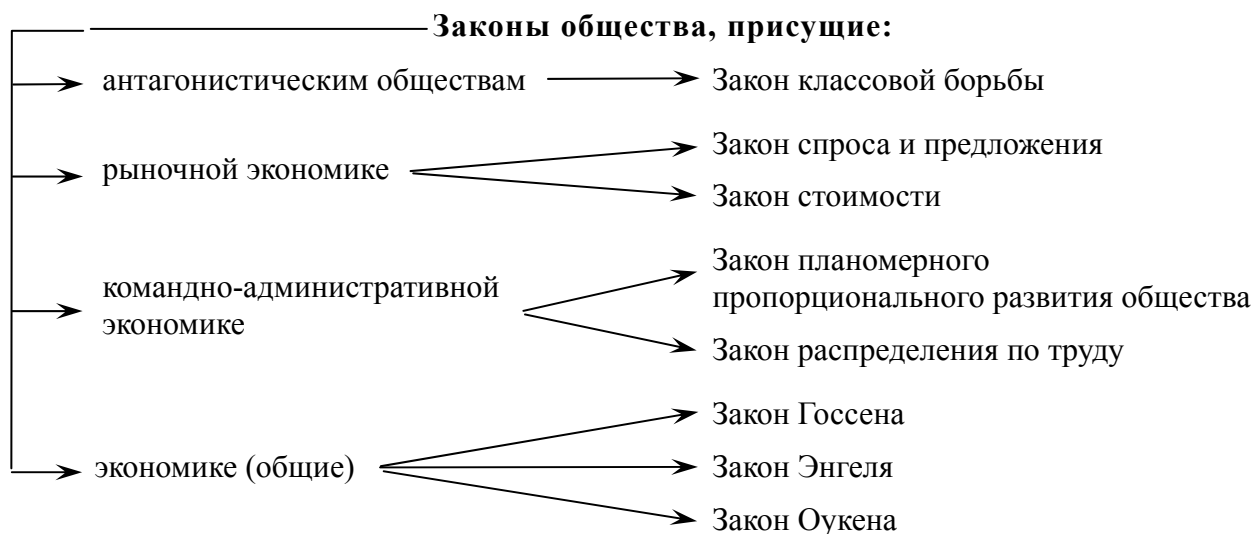 Законы общества, присущие:
антагонистическим обществам
Закон классовой борьбы
рыночной экономике
Закон спроса и предложения
Закон стоимости
командно-административной
экономике
Закон планомерного
пропорционального развития общества
Закон распределения по труду
экономике (общие)
Закон Госсена
Закон Энгеля
Закон Оукена